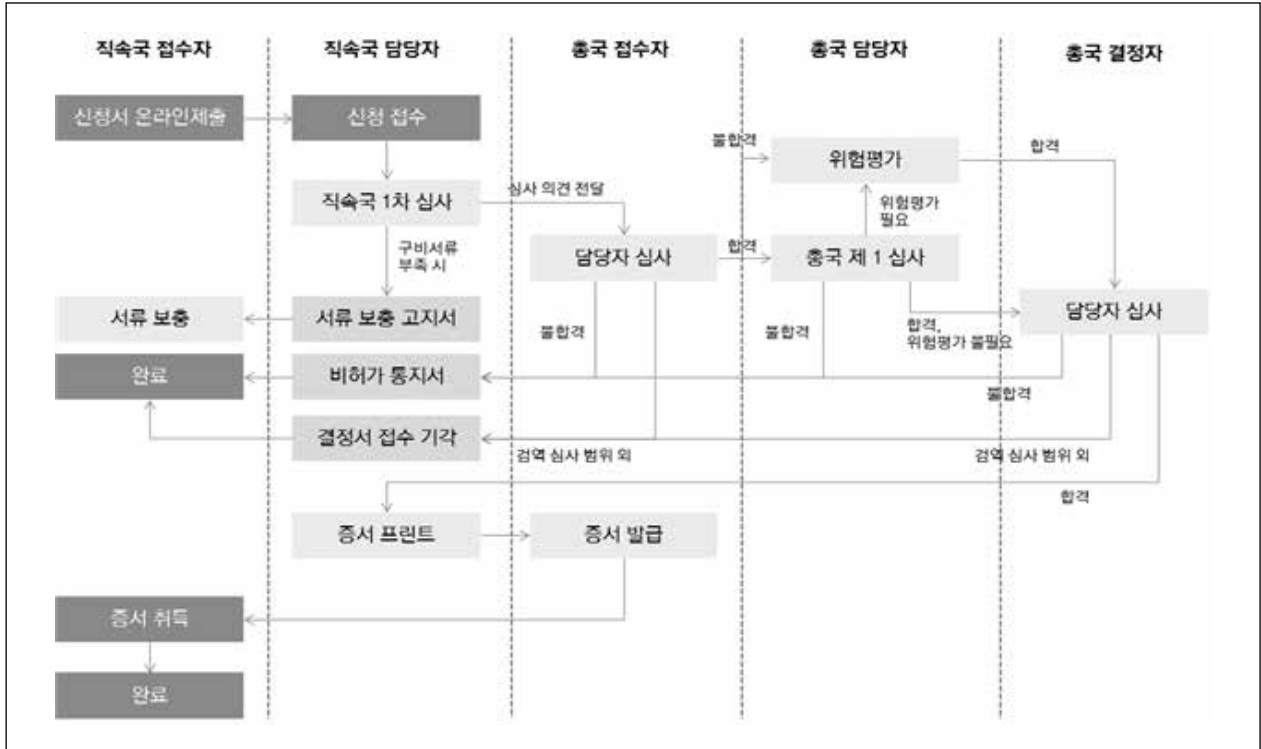 직속국 접수자
직속국 담당자
총국 접수자
총국 담당자
총국 결정자
신청서 온라인제출
신청 접수
불합격
위험평가
합격
직속국 1차 심사
심사 의견 전달
위험평가
필요
구비서류
부족 시
담당자 심사
합격
총국 제 1 심사
서류 보충
서류 보충 고지서
불합격
불합격
합격,
위험평가 불필요
담당자 심사
완료
비허가 통지서
불합격
결정서 접수 기각
검역 심사 범위 외
검역 심사 범위 외
합격
증서 프린트
증서 발급
증서 취득
완료